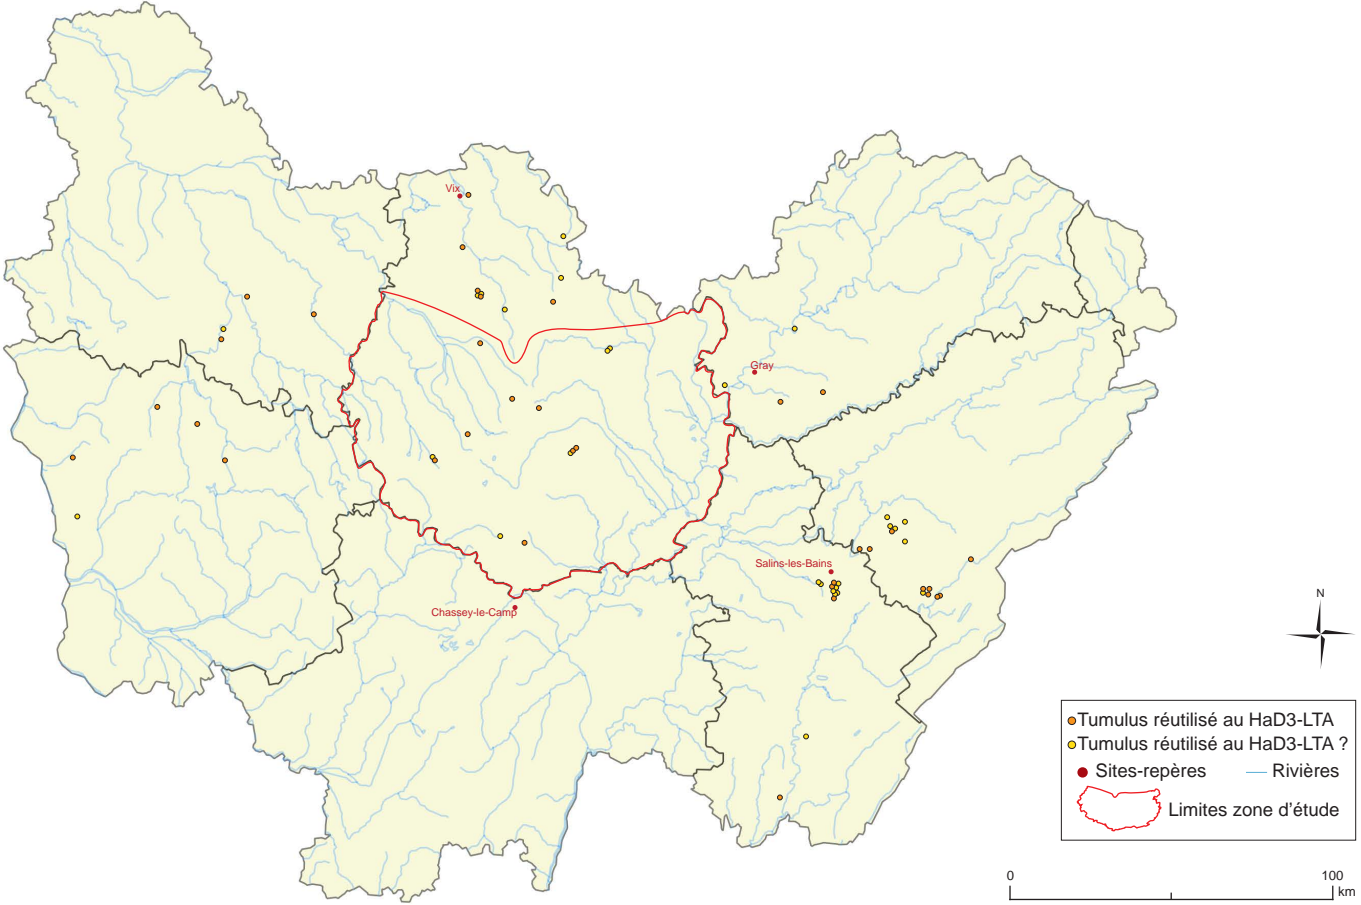 Vix
Gray
Salins-les-Bains
Chassey-le-Camp
N
Tumulus réutilisé au HaD3-LTA
Tumulus réutilisé au HaD3-LTA ?
Sites-repères
Rivières
Limites zone d'étude
0
100
km